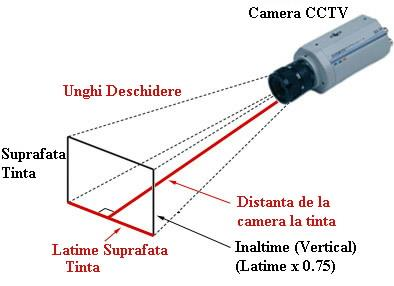 Camera CCTV
Unghi Deschidere
Suprafata
Tinta
Distanta de la
camera la tinta
Latime Suprafata
Tinta
Inaltime (Vertical)
(Latime x 0.75)